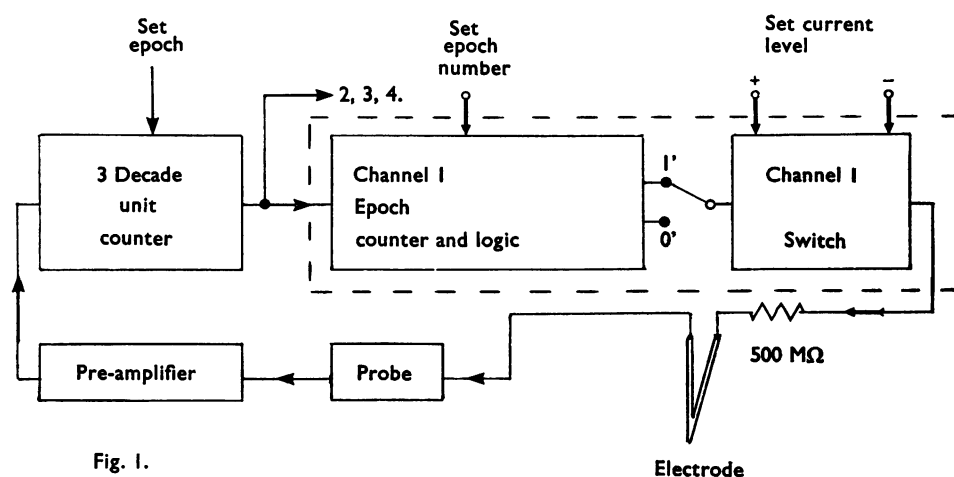 Set
epoch
Set
epoch
number
Set current
level
+
−
2, 3, 4.
3 Decade
unit
counter
Channel 1
Epoch
counter and logic
1'
0'
Channel 1
Switch
500 MΩ
Pre-amplifier
Probe
Electrode
Fig. 1.